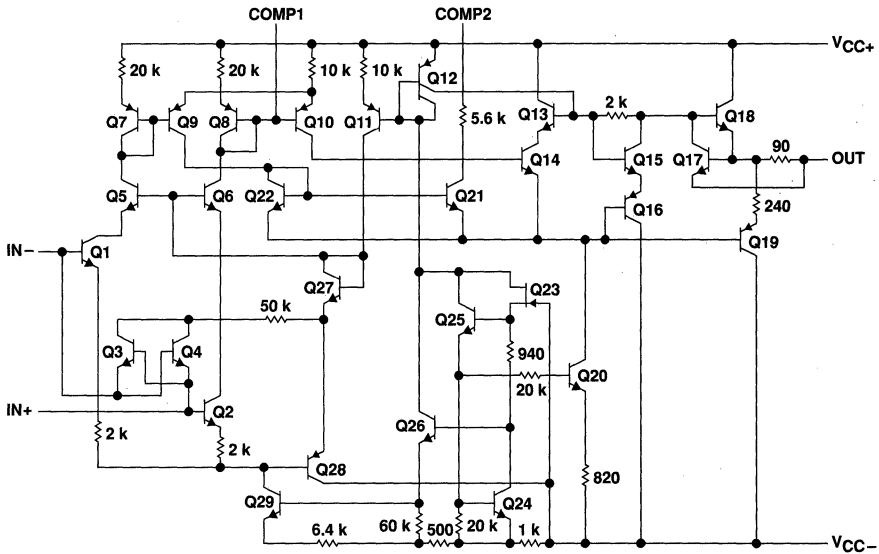 COMP1 COMP2
VCC+
20 k 20 k 10 k 10 k Q12
5.6 k Q13 2 k Q18
Q7 Q9 Q8 Q10 Q11
Q14 Q15 Q17 90 OUT
Q5 Q6 Q22 Q21
Q16 240
IN− Q1 Q19
Q27 Q23
50 k Q25
Q3 Q4 940
20 k Q20
IN+ Q2 Q26
2 k 2 k
Q28
820
Q29 Q24
6.4 k 60 k 500 20 k 1 k
VCC−